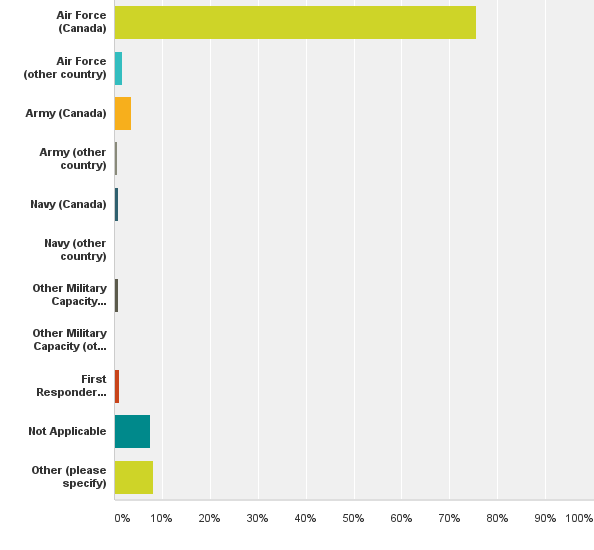 Air Force
(Canada)
Air Force
(other country)
Army (Canada)
Army (other
country)
Navy (Canada)
Navy (other
country)
Other Military
Capacity...
Other Military
Capacity (ot...
First
Responder...
Not Applicable
Other (please
specify)
0% 10% 20% 30% 40% 50% 60% 70% 80% 90% 100%